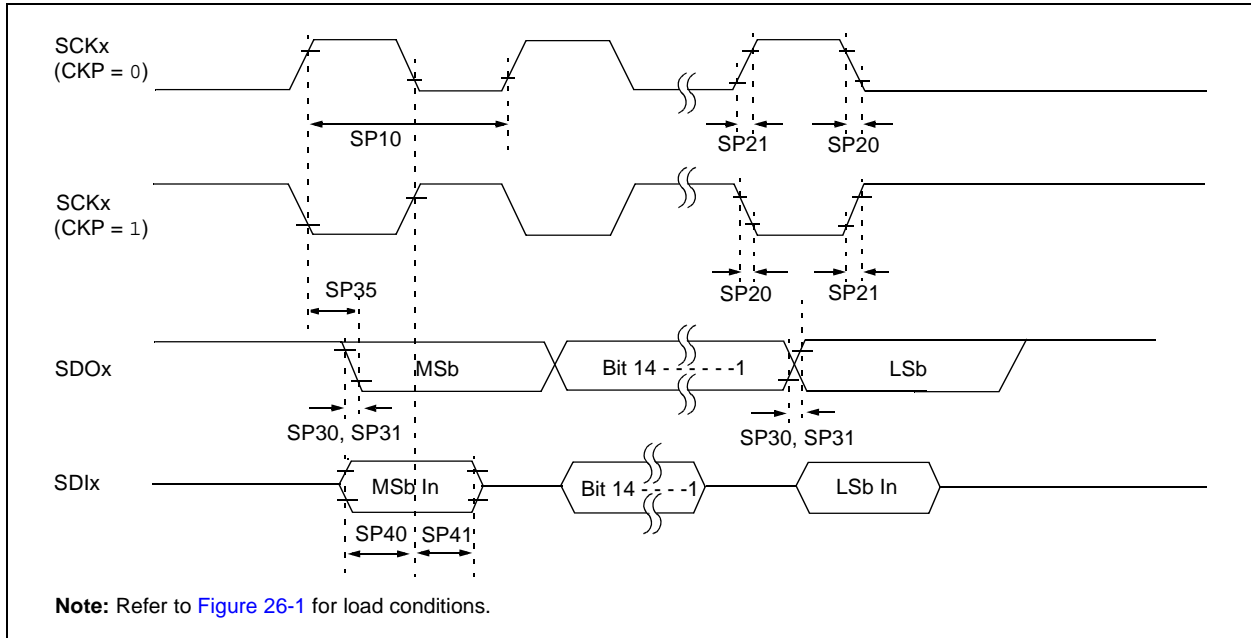 SCKx
(CKP = 0)
SP10
SP21
SP20
SCKx
(CKP = 1)
SP35
SP20
SP21
SDOx
MSb
Bit 14 - - - - - -1
LSb
SP30, SP31
SP30, SP31
SDIx
MSb In
Bit 14 - - - -1
LSb In
SP40
SP41
Note: Refer to Figure 26-1 for load conditions.